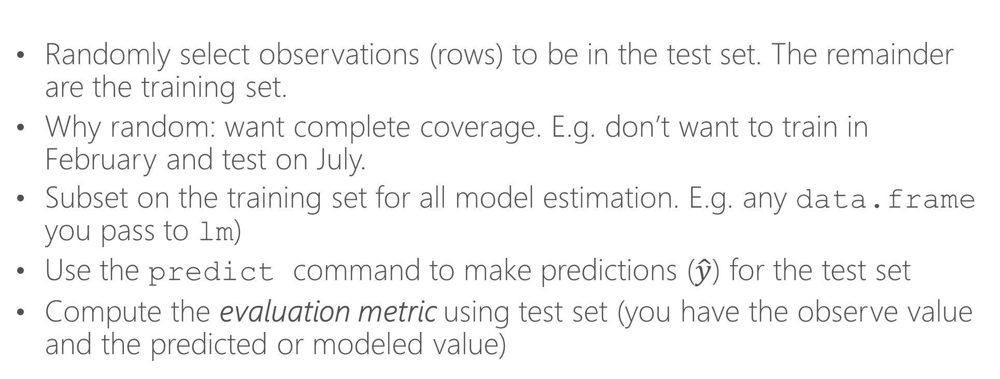 • Randomly select observations (rows) to be in the test set. The remainder
are the training set.
• Why random: want complete coverage. E.g. don’t want to train in
February and test on July.
• Subset on the training set for all model estimation. E.g. any data.frame
you pass to lm)
• Use the predict command to make predictions (ŷ) for the test set
• Compute the evaluation metric using test set (you have the observe value
and the predicted or modeled value)